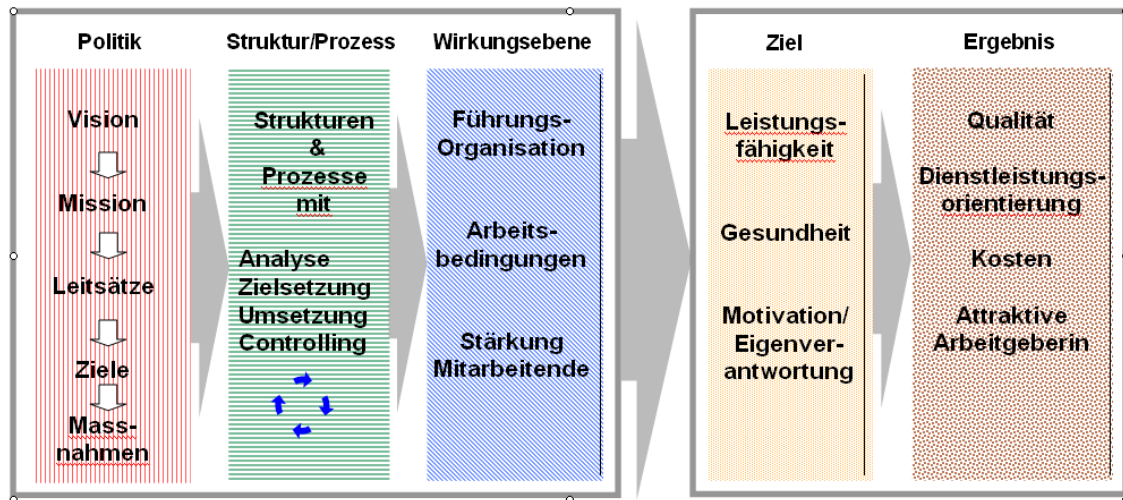 Politik
Vision
Mission
Leitsätze
Ziele
Mass-
nahmen
Struktur/Prozess
Strukturen
&
Prozesse
mit
Analyse
Zielsetzung
Umsetzung
Controlling
Wirkungsebene
Führungs-
Organisation
Arbeits-
bedingungen
Stärkung
Mitarbeitende
Ziel
Leistungs-
fähigkeit
Gesundheit
Motivation/
Eigenver-
antwortung
Ergebnis
Qualität
Dienstleistungs-
orientierung
Kosten
Attraktive
Arbeitgeberin